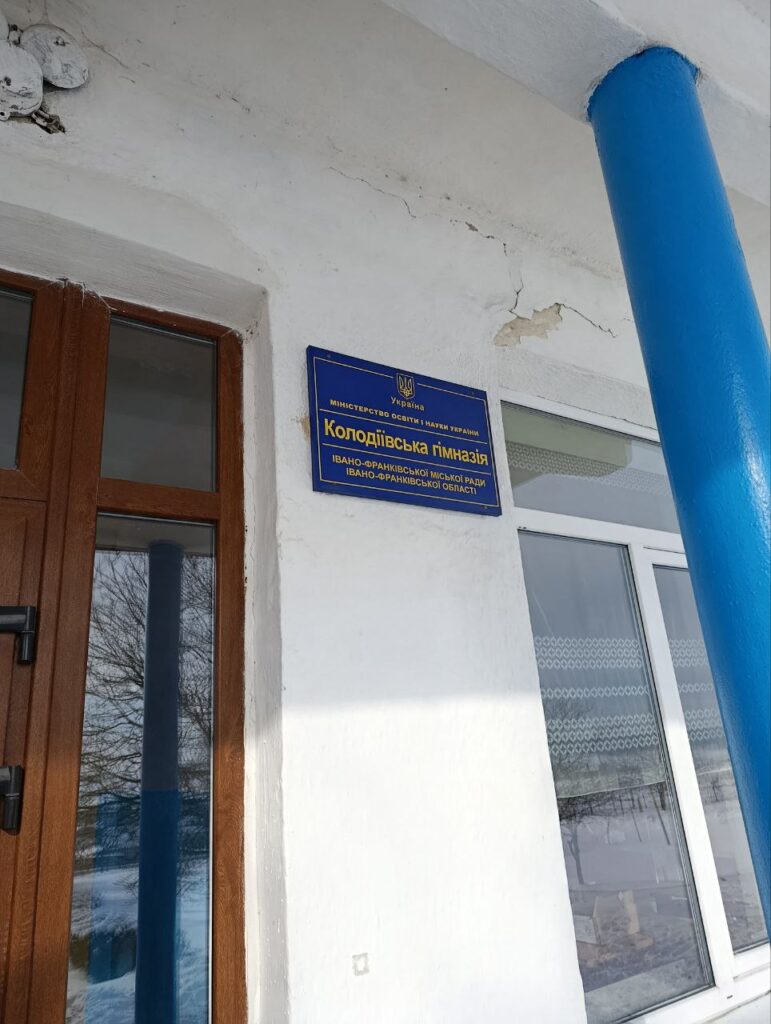 Україна
МІНІСТЕРСТВО ОСВІТИ І НАУКИ УКРАЇНИ
Колодіївська гімназія
ІВАНО-ФРАНКІВСЬКОЇ МІСЬКОЇ РАДИ
ІВАНО-ФРАНКІВСЬКОЇ ОБЛАСТІ